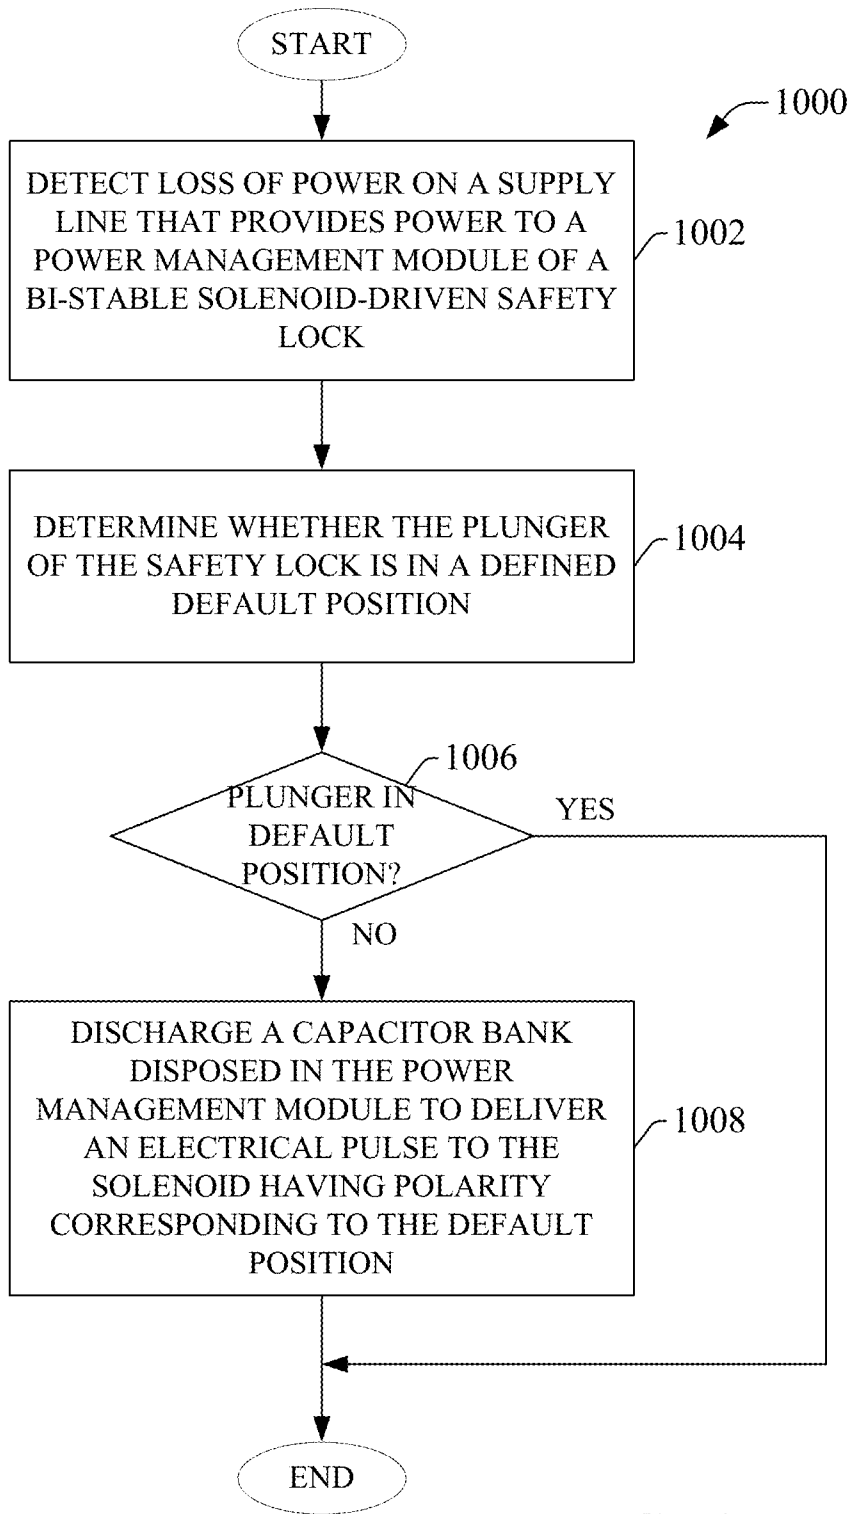 START
1000
DETECT LOSS OF POWER ON A SUPPLY
LINE THAT PROVIDES POWER TO A
POWER MANAGEMENT MODULE OF A
BI-STABLE SOLENOID-DRIVEN SAFETY
LOCK
1002
DETERMINE WHETHER THE PLUNGER
OF THE SAFETY LOCK IS IN A DEFINED
DEFAULT POSITION
1004
1006
PLUNGER IN
DEFAULT
POSITION?
YES
NO
DISCHARGE A CAPACITOR BANK
DISPOSED IN THE POWER
MANAGEMENT MODULE TO DELIVER
AN ELECTRICAL PULSE TO THE
SOLENOID HAVING POLARITY
CORRESPONDING TO THE DEFAULT
POSITION
1008
END